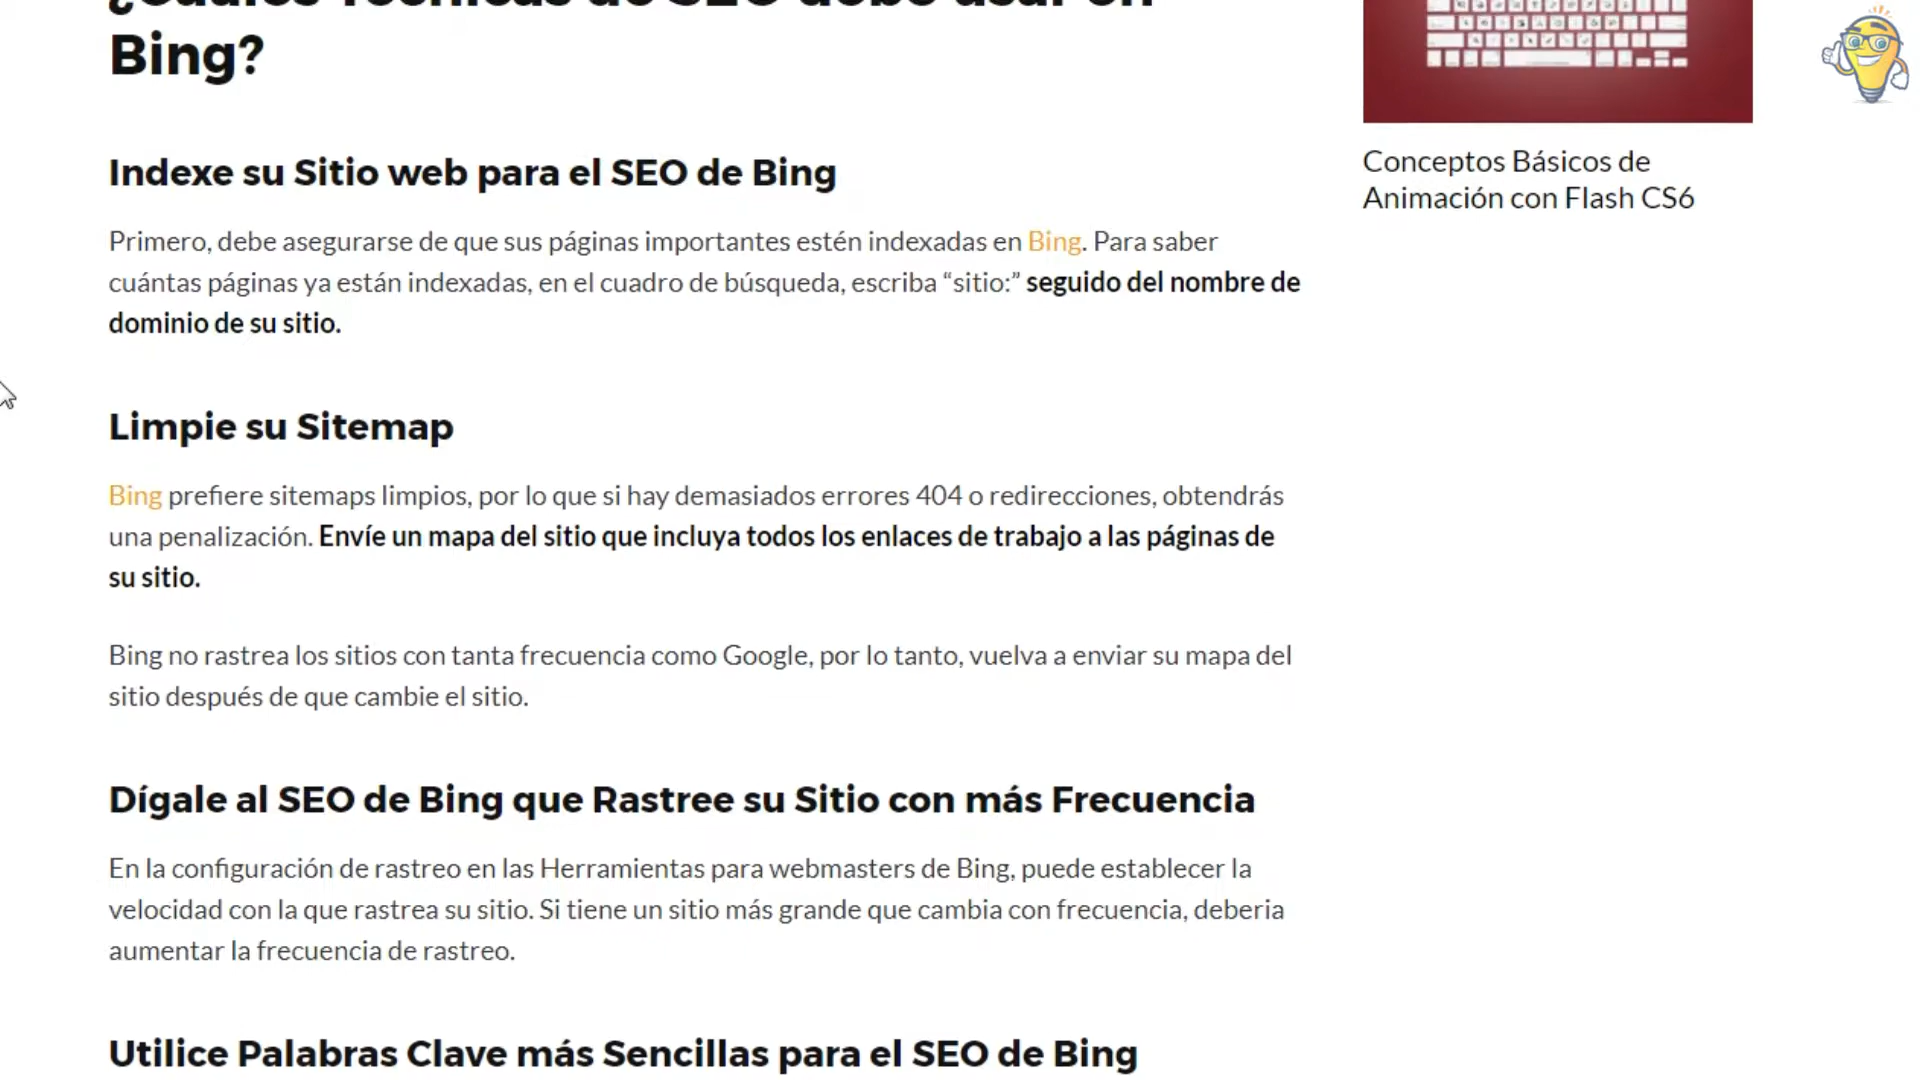 ¿Cuáles Técnicas de SEO debo usar en
Bing?
Indexe su Sitio web para el SEO de Bing
Primero, debe asegurarse de que sus páginas importantes estén indexadas en Bing. Para saber
cuántas páginas ya están indexadas, en el cuadro de búsqueda, escriba “sitio:” seguido del nombre de
dominio de su sitio.
Limpie su Sitemap
Bing prefiere sitemaps limpios, por lo que si hay demasiados errores 404 o redirecciones, obtendrás
una penalización. Envíe un mapa del sitio que incluya todos los enlaces de trabajo a las páginas de
su sitio.
Bing no rastrea los sitios con tanta frecuencia como Google, por lo tanto, vuelva a enviar su mapa del
sitio después de que cambie el sitio.
Dígale al SEO de Bing que Rastree su Sitio con más Frecuencia
En la configuración de rastreo en las Herramientas para webmasters de Bing, puede establecer la
velocidad con la que rastrea su sitio. Si tiene un sitio más grande que cambia con frecuencia, deberia
aumentar la frecuencia de rastreo.
Utilice Palabras Clave más Sencillas para el SEO de Bing
Conceptos Básicos de
Animación con Flash CS6